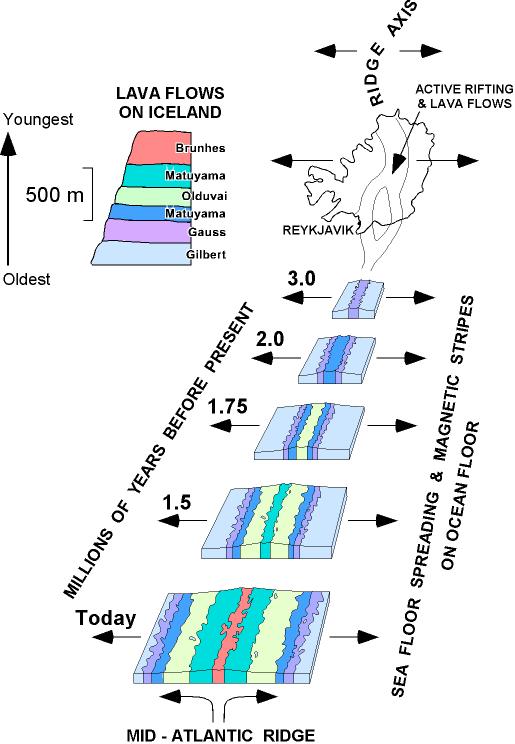 RIDGE AXIS
LAVA FLOWS
ON ICELAND
ACTIVE RIFTING
& LAVA FLOWS
Youngest
Brunhes
Matuyama
500 m
Olduvai
Matuyama
Gauss
REYKJAVIK
Gilbert
Oldest
3.0
2.0
1.75
1.5
Today
MILLIONS OF YEARS BEFORE PRESENT
SEA FLOOR SPREADING & MAGNETIC STRIPES
ON OCEAN FLOOR
MID - ATLANTIC RIDGE